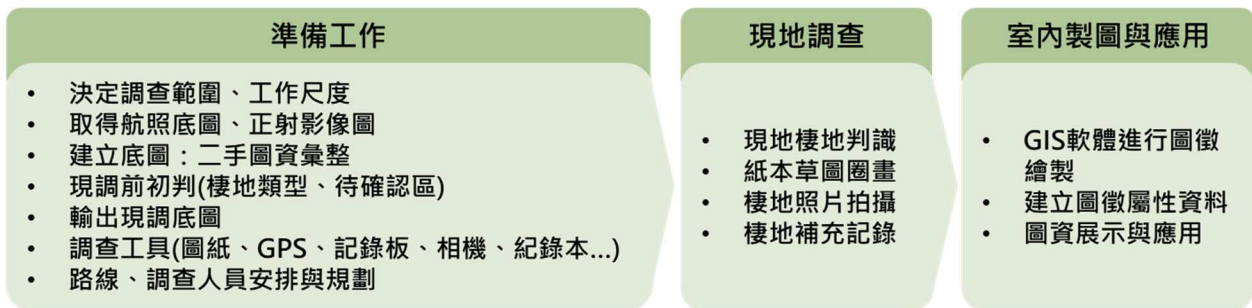 準備工作
• 決定調查範圍、工作尺度
• 取得航照底圖、正射影像圖
• 建立底圖：二手圖資彙整
• 現調前初判(棲地類型、待確認區)
• 輸出現調底圖
• 調查工具(圖紙、GPS、記錄板、相機、紀錄本...)
• 路線、調查人員安排與規劃
現地調查
• 現地棲地判識
• 紙本草圖圈畫
• 棲地照片拍攝
• 棲地補充記錄
室內製圖與應用
• GIS軟體進行圖徵
繪製
• 建立圖徵屬性資料
• 圖資展示與應用